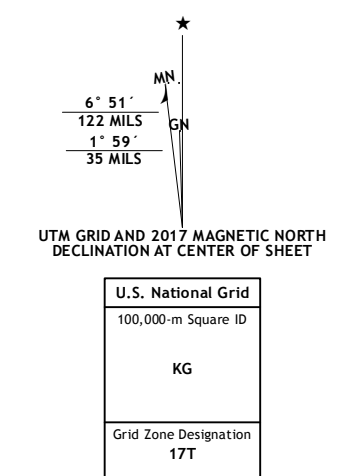 ★
MN
6° 51´
122 MILS
GN
1° 59´
35 MILS
UTM GRID AND 2017 MAGNETIC NORTH
DECLINATION AT CENTER OF SHEET
U.S. National Grid
100,000-m Square ID
KG
Grid Zone Designation
17T